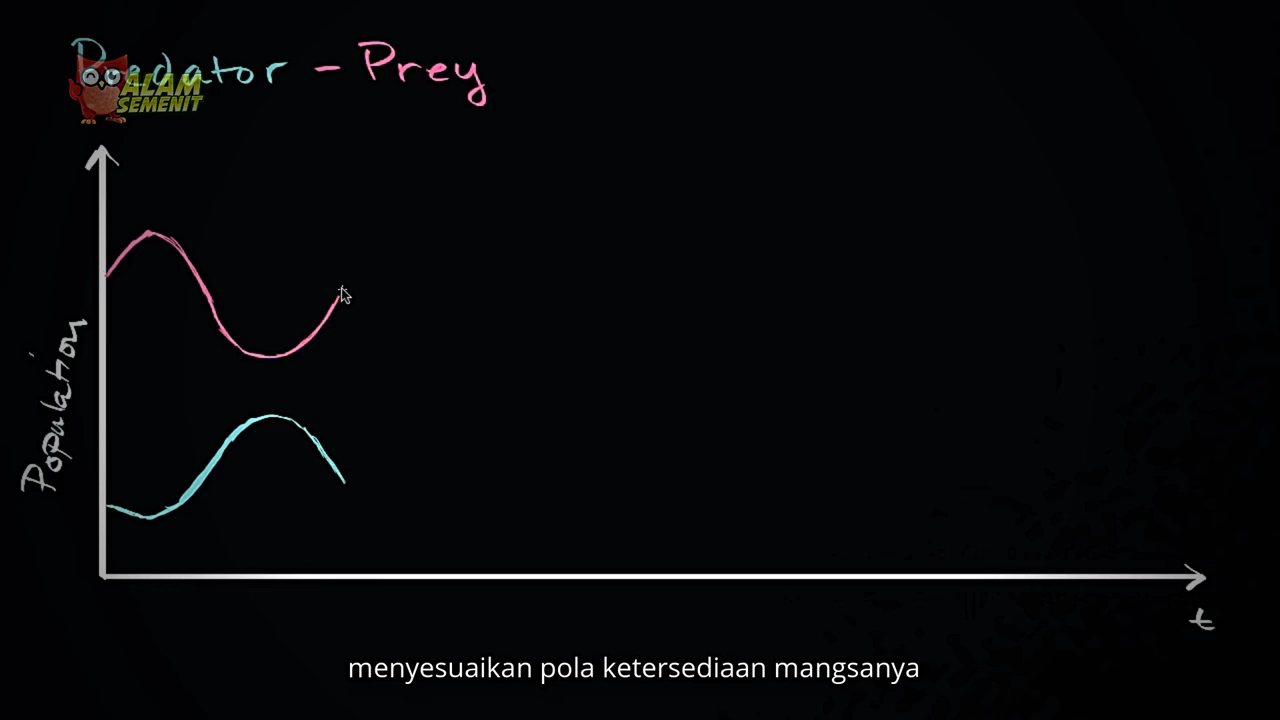 Predator - Prey
ALAM
SEMENIT
Population
t
menyesuaikan pola ketersediaan mangsanya